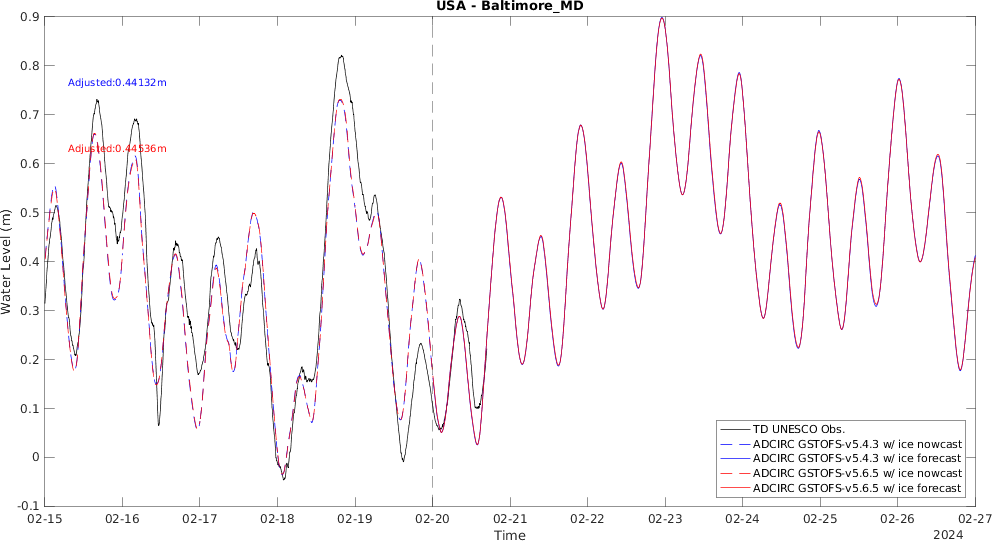 USA - Baltimore_MD
0.9
0.8
0.7
0.6
0.5
0.4
0.3
0.2
0.1
0
-0.1
Water Level (m)
Adjusted:0.44132m
Adjusted:0.44536m
TD UNESCO Obs.
ADCIRC GSTOFS-v5.4.3 w/ ice nowcast
ADCIRC GSTOFS-v5.4.3 w/ ice forecast
ADCIRC GSTOFS-v5.6.5 w/ ice nowcast
ADCIRC GSTOFS-v5.6.5 w/ ice forecast
02-15 02-16 02-17 02-18 02-19 02-20 02-21 02-22 02-23 02-24 02-25 02-26 02-27
Time
2024